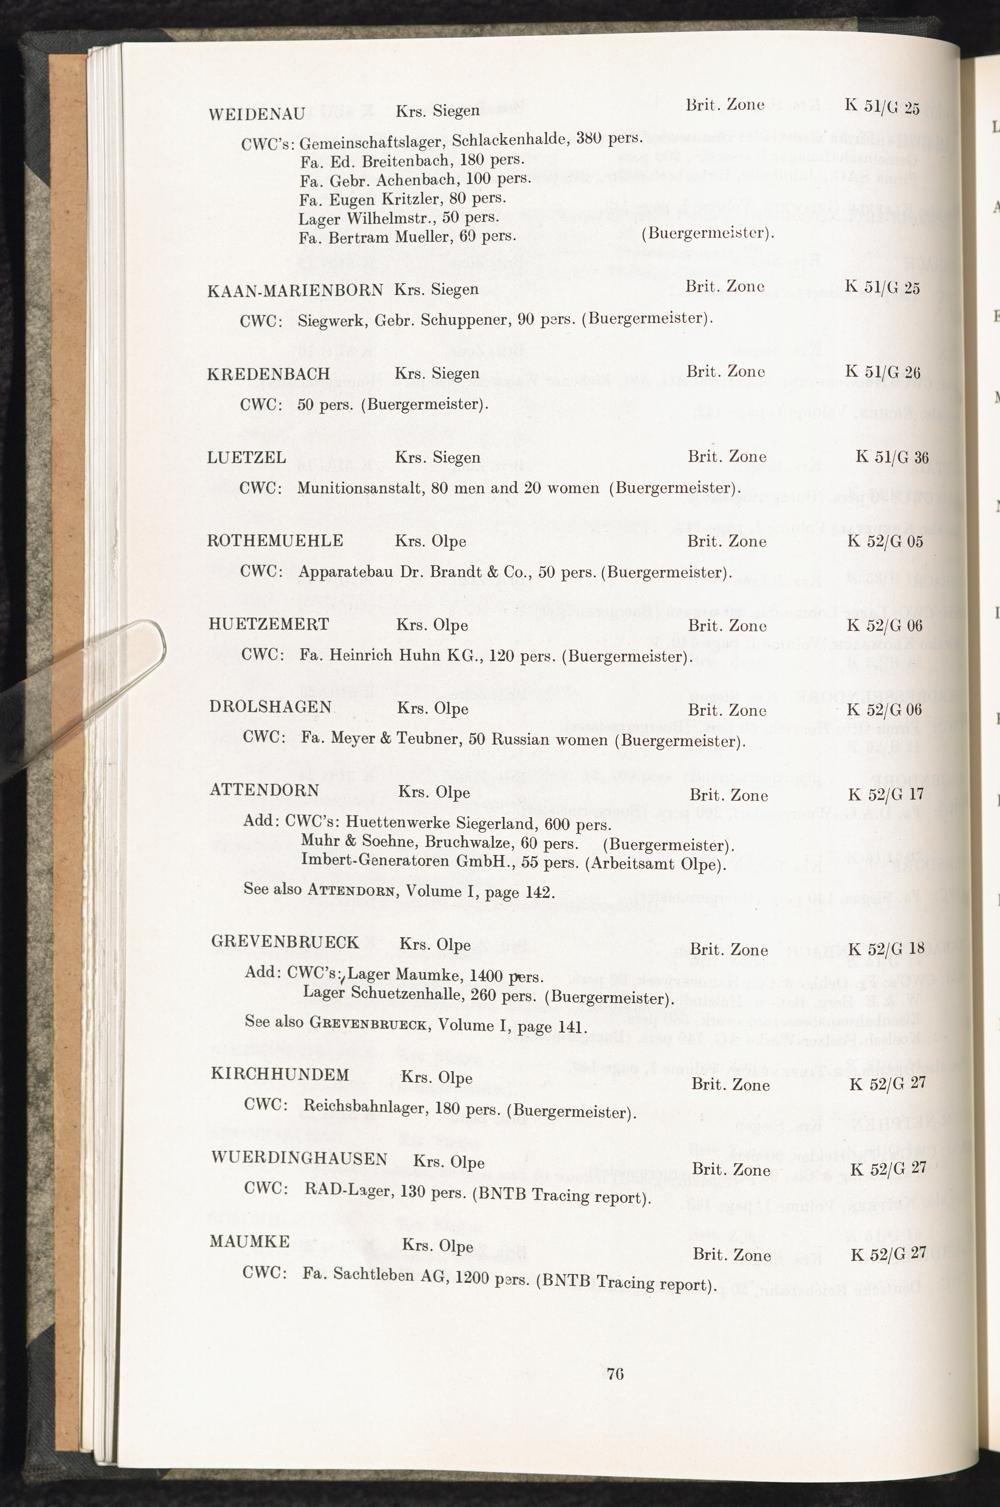 WEIDENAU Krs. Siegen Brit. Zone K 51/G 25
CWC's: Gemeinschaftslager, Schlackenhalde, 380 pers.
Fa. Ed. Breitenbach, 180 pers.
Fa. Gebr. Achenbach, 100 pers.
Fa. Eugen Kritzler, 80 pers.
Lager Wilhelmstr., 50 pers.
Fa. Bertram Mueller, 60 pers. (Buergermeister).
KAAN-MARIENBORN Krs. Siegen Brit. Zone K 51/G 25
CWC: Siegwerk, Gebr. Schuppener, 90 pers. (Buergermeister).
KREDENBACH Krs. Siegen Brit. Zone K 51/G 26
CWC: 50 pers. (Buergermeister).
LUETZEL Krs. Siegen Brit. Zone K 51/G 36
CWC: Munitionsanstalt, 80 men and 20 women (Buergermeister).
ROTHEMUEHLE Krs. Olpe Brit. Zone K 52/G 05
CWC: Apparatebau Dr. Brandt & Co., 50 pers. (Buergermeister).
HUETZEMERT Krs. Olpe Brit. Zone K 52/G 06
CWC: Fa. Heinrich Huhn KG., 120 pers. (Buergermeister).
DROLSHAGEN Krs. Olpe Brit. Zone K 52/G 06
CWC: Fa. Meyer & Teubner, 50 Russian women (Buergermeister).
ATTENDORN Krs. Olpe Brit. Zone K 52/G 17
Add: CWC's: Huettenwerke Siegerland, 600 pers.
Muhr & Soehne, Bruchwalze, 60 pers. (Buergermeister).
Imbert-Generatoren GmbH., 55 pers. (Arbeitsamt Olpe).
See also ATTENDORN, Volume I, page 142.
GREVENBRUECK Krs. Olpe Brit. Zone K 52/G 18
Add: CWC's: Lager Maumke, 1400 pers.
Lager Schuetzenhalle, 260 pers. (Buergermeister).
See also GREVENBRUECK, Volume I, page 141.
KIRCHHUNDEM Krs. Olpe Brit. Zone K 52/G 27
CWC: Reichsbahnlager, 180 pers. (Buergermeister).
WUERDINGHAUSEN Krs. Olpe Brit. Zone K 52/G 27
CWC: RAD-Lager, 130 pers. (BNTB Tracing report).
MAUMKE Krs. Olpe Brit. Zone K 52/G 27
CWC: Fa. Sachtleben AG, 1200 pers. (BNTB Tracing report).
76